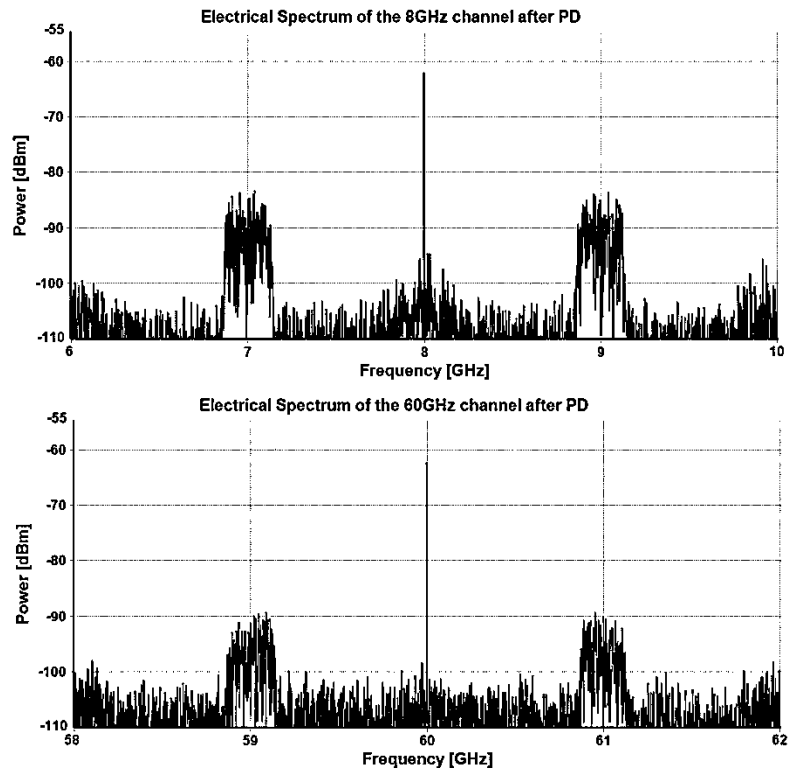 Electrical Spectrum of the 8GHz channel after PD
-55
-60
-70
-80
-90
-100
-110
Power [dBm]
6 7 8 9 10
Frequency [GHz]
Electrical Spectrum of the 60GHz channel after PD
-55
-60
-70
-80
-90
-100
-110
Power [dBm]
58 59 60 61 62
Frequency [GHz]